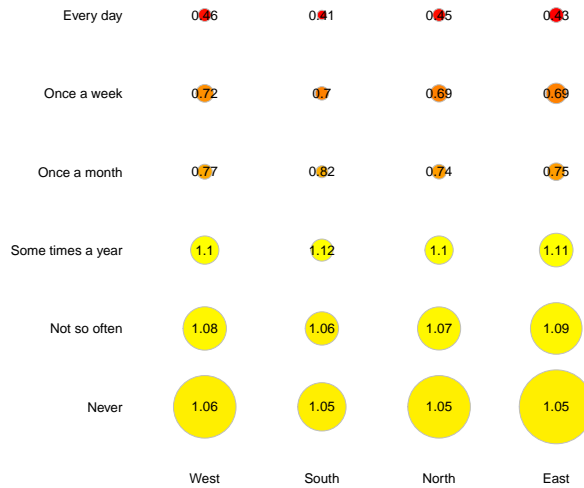 Every day 0.46 0.41 0.45 0.43
Once a week 0.72 0.7 0.69 0.69
Once a month 0.77 0.82 0.74 0.75
Some times a year 1.1 1.12 1.1 1.11
Not so often 1.08 1.06 1.07 1.09
Never 1.06 1.05 1.05 1.05
West South North East